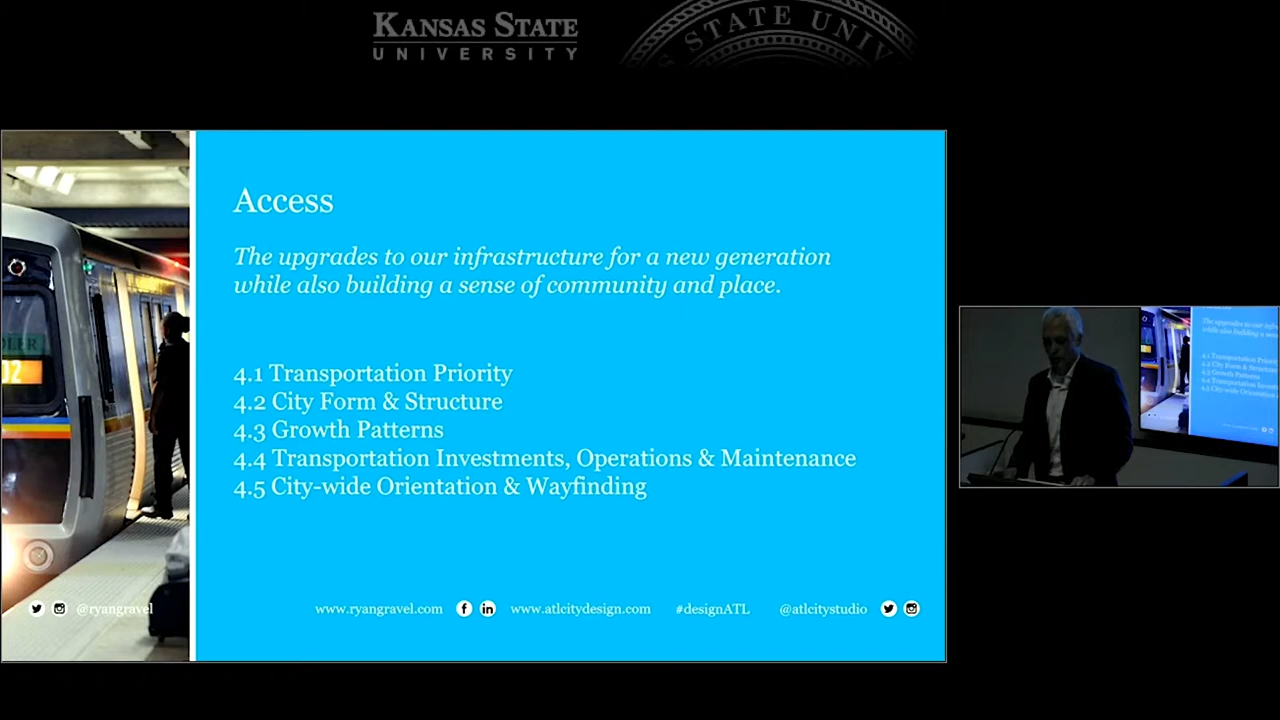 KANSAS STATE
UNIVERSITY
STATE UNIV
Access
The upgrades to our infrastructure for a new generation
while also building a sense of community and place.
4.1 Transportation Priority
4.2 City Form & Structure
4.3 Growth Patterns
4.4 Transportation Investments, Operations & Maintenance
4.5 City-wide Orientation & Wayfinding
@ryangravel
www.ryangravel.com
www.atlcitydesign.com
#designATL
@atlcitystudio